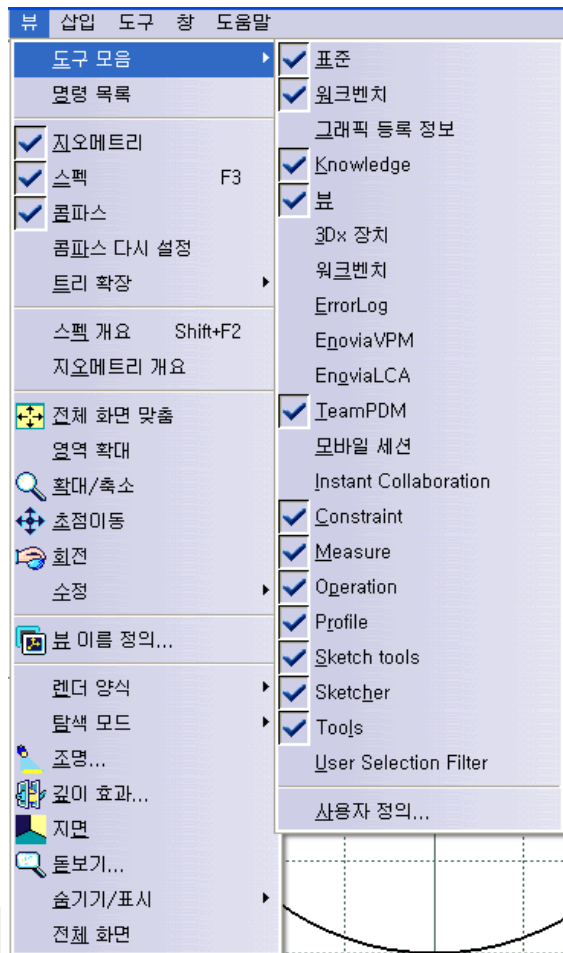 뷰 삽입 도구 창 도움말
도구 모음
명령 목록
지오메트리
스펙 F3
콤파스
콤파스 다시 설정
트리 확장
스펙 개요 Shift+F2
지오메트리 개요
전체 화면 맞춤
영역 확대
확대/축소
초점이동
회전
수정
뷰 이름 정의...
렌더 양식
탐색 모드
조명...
깊이 효과...
지면
돋보기...
숨기기/표시
전체 화면
표준
워크벤치
그래픽 등록 정보
Knowledge
뷰
3Dx 장치
워크벤치
ErrorLog
EnoviaVPM
EnoviaLCA
TeamPDM
모바일 세션
Instant Collaboration
Constraint
Measure
Operation
Profile
Sketch tools
Sketcher
Tools
User Selection Filter
사용자 정의...